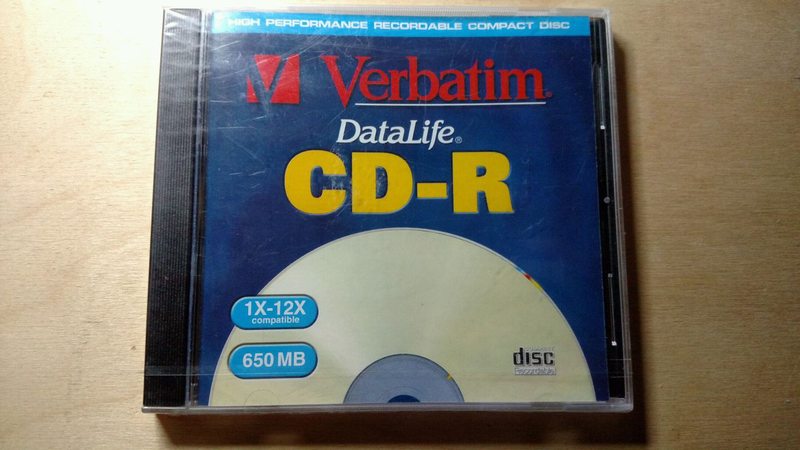 HIGH PERFORMANCE RECORDABLE COMPACT DISC
Verbatim®
DataLife®
CD-R
1X-12X
compatible
650 MB
disc
Recordable